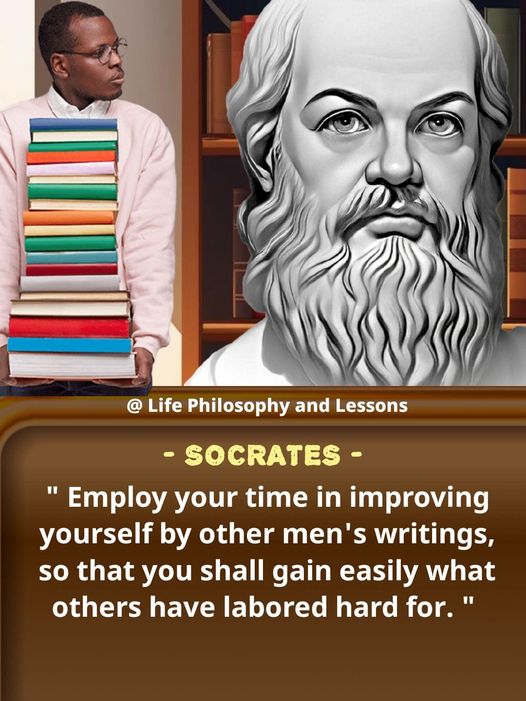 @ Life Philosophy and Lessons
- SOCRATES -
" Employy your time in improving
yourself by other men's writings,
so that you shall gain easily what
others have labored hard for. "